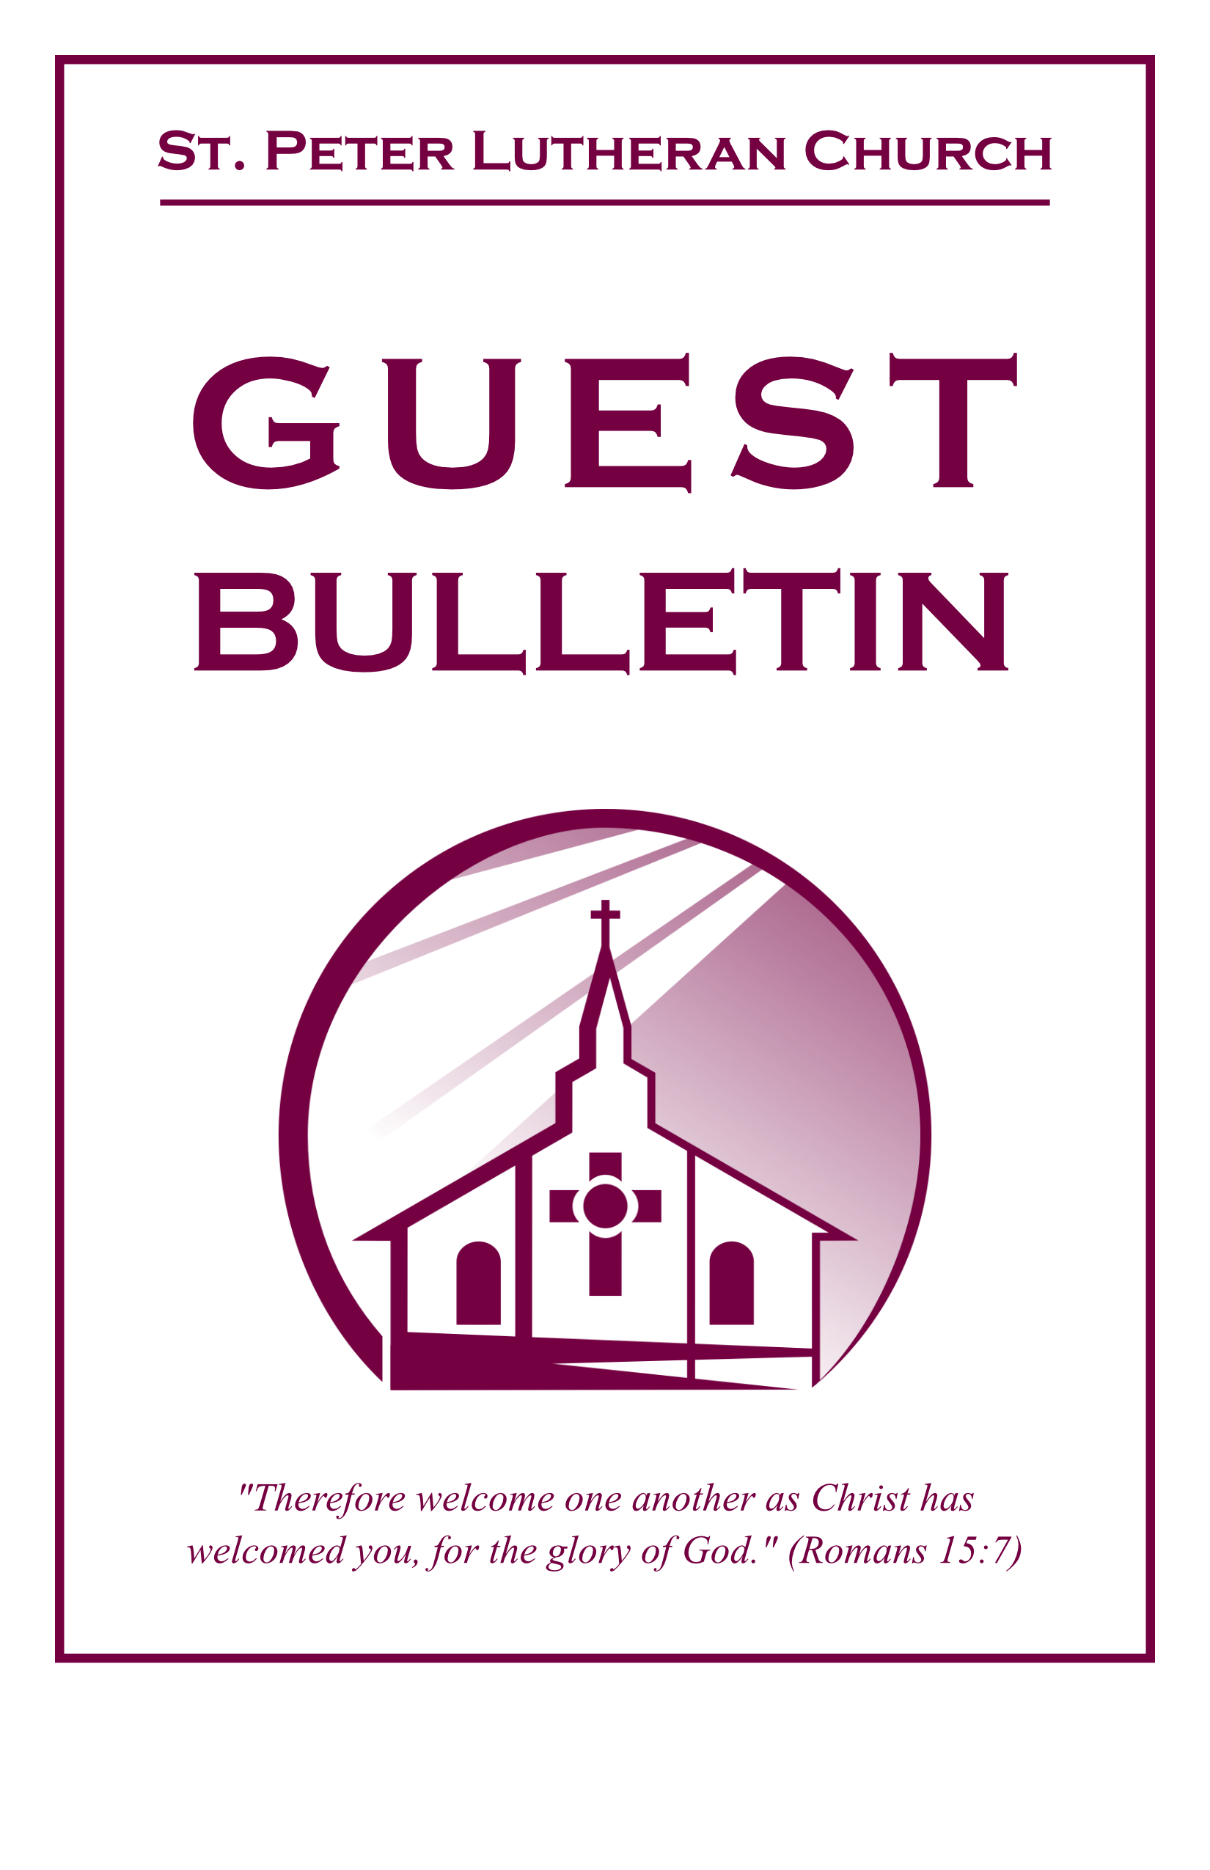 St. Peter Lutheran Church
GUEST
BULLETIN
"Therefore welcome one another as Christ has
welcomed you, for the glory of God." (Romans 15:7)